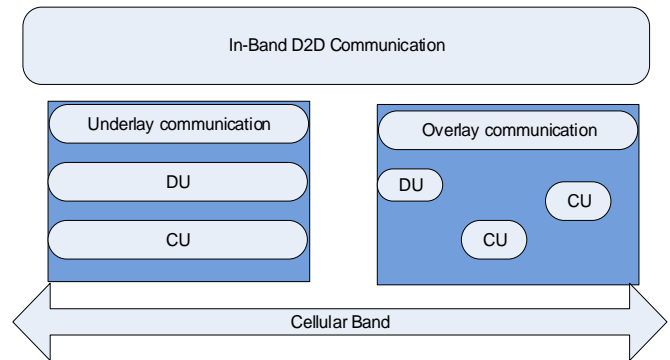 In-Band D2D Communication
Underlay communication
DU
CU
Overlay communication
DU
CU
CU
Cellular Band